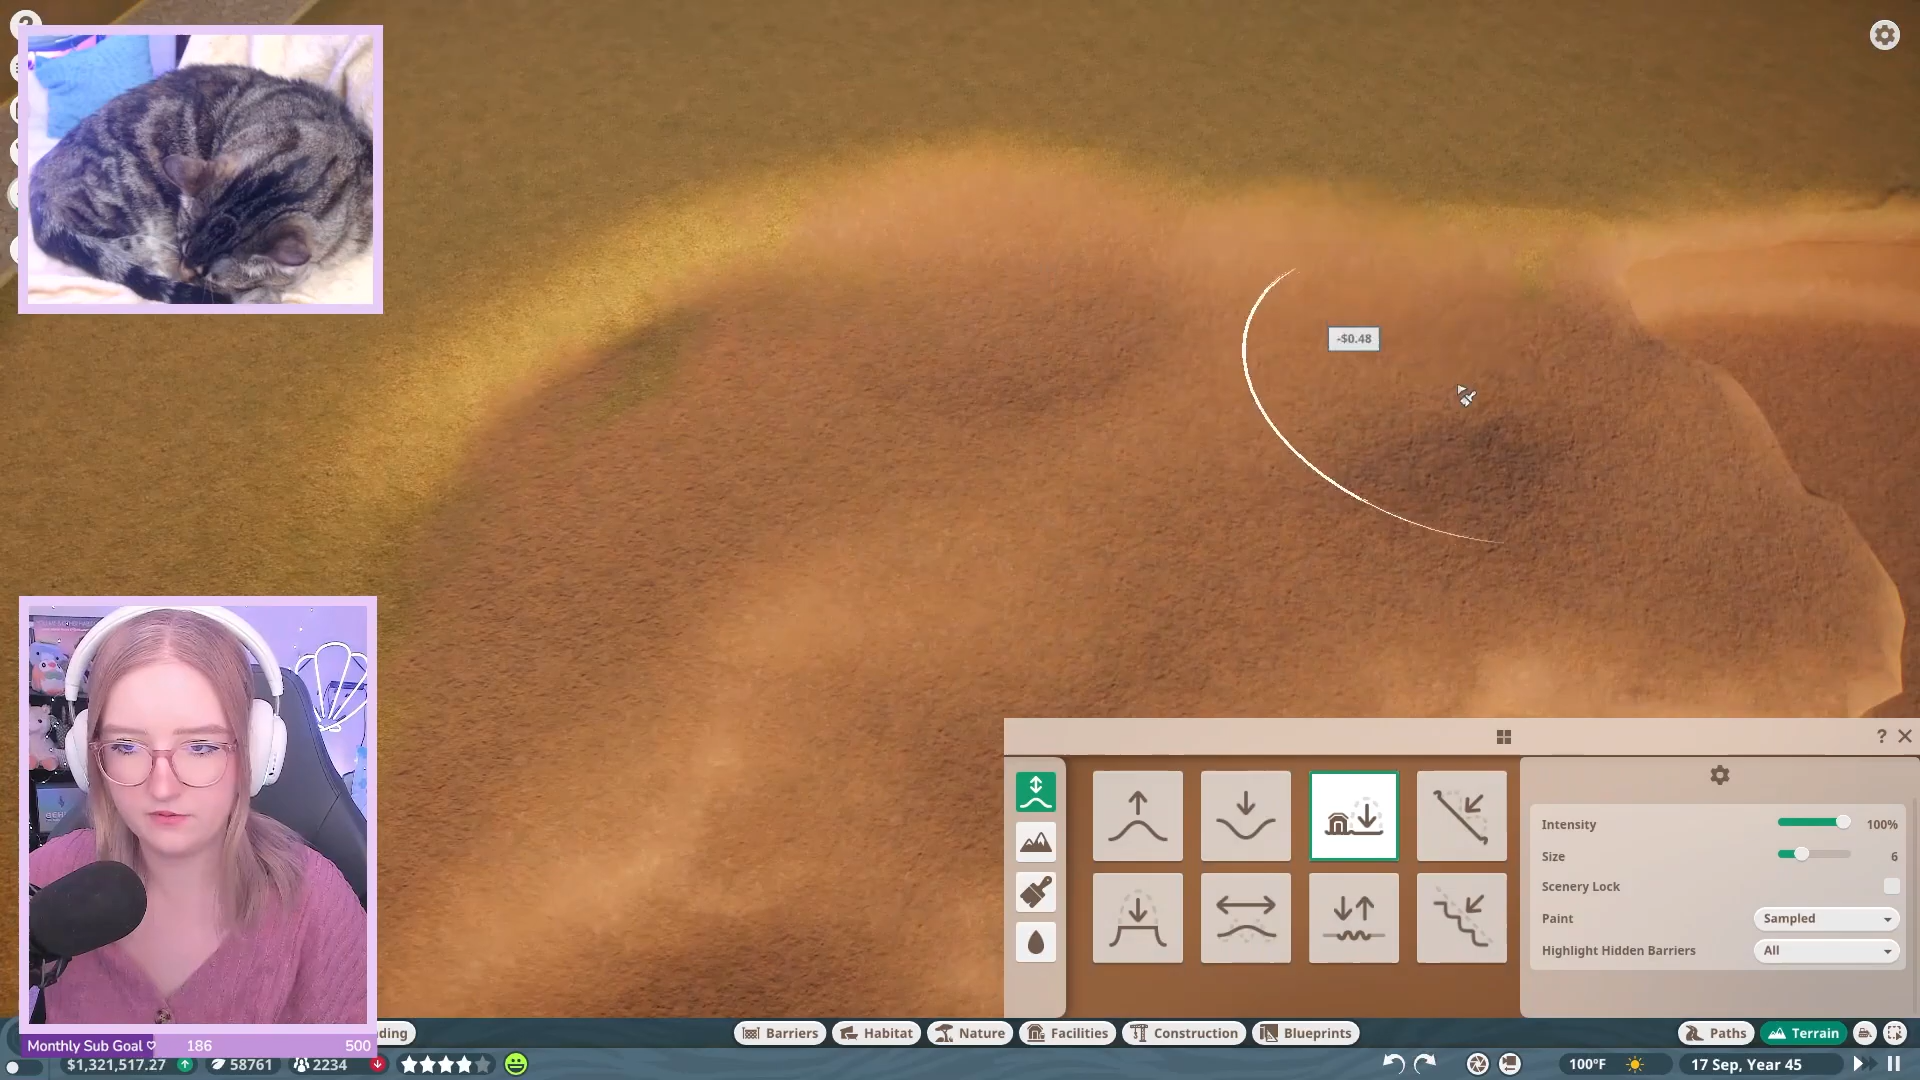 -$0.48
?
Intensity
100%
Size
6
Scenery Lock
Paint
Sampled
Highlight Hidden Barriers
All
ding
Barriers
Habitat
Nature
Facilities
Construction
Blueprints
Paths
Terrain
Monthly Sub Goal ♡
186
500
$1,321,517.27
58761
2234
100°F
17 Sep, Year 45